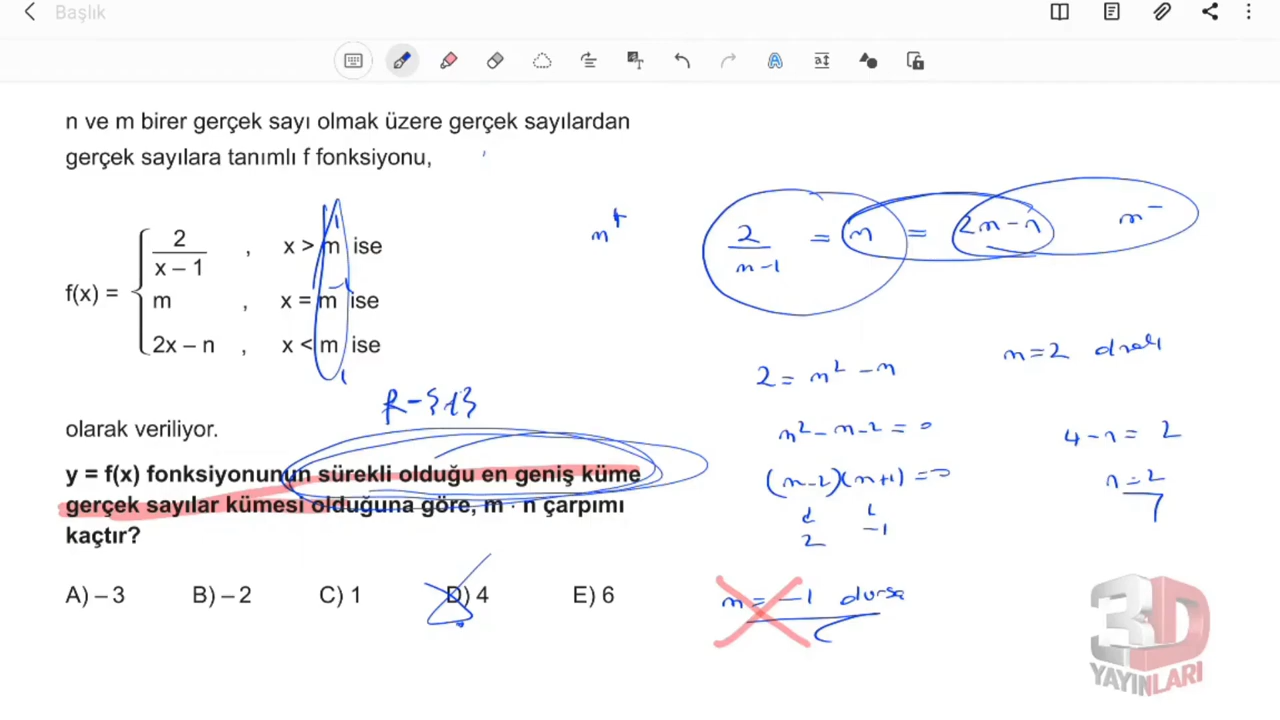 Başlık
n ve m birer gerçek sayı olmak üzere gerçek sayılardan
gerçek sayılara tanımlı f fonksiyonu,
f(x) =
2 / x – 1 , x > m ise
m , x = m ise
2x – n , x < m ise
olarak veriliyor.
y = f(x) fonksiyonunun sürekli olduğu en geniş küme
gerçek sayılar kümesi olduğuna göre, m · n çarpımı
kaçtır?
A) – 3 B) – 2 C) 1 D) 4 E) 6
R – {1}
m⁺
2 / m–1 = m = 2m – n m⁻
2 = m² – m
m² – m – 2 = 0
(m–2)(m+1) = 0
2 –1
m = –1 olursa
m = 2
4 – n = 2
n = 2
3D
YAYINLARI